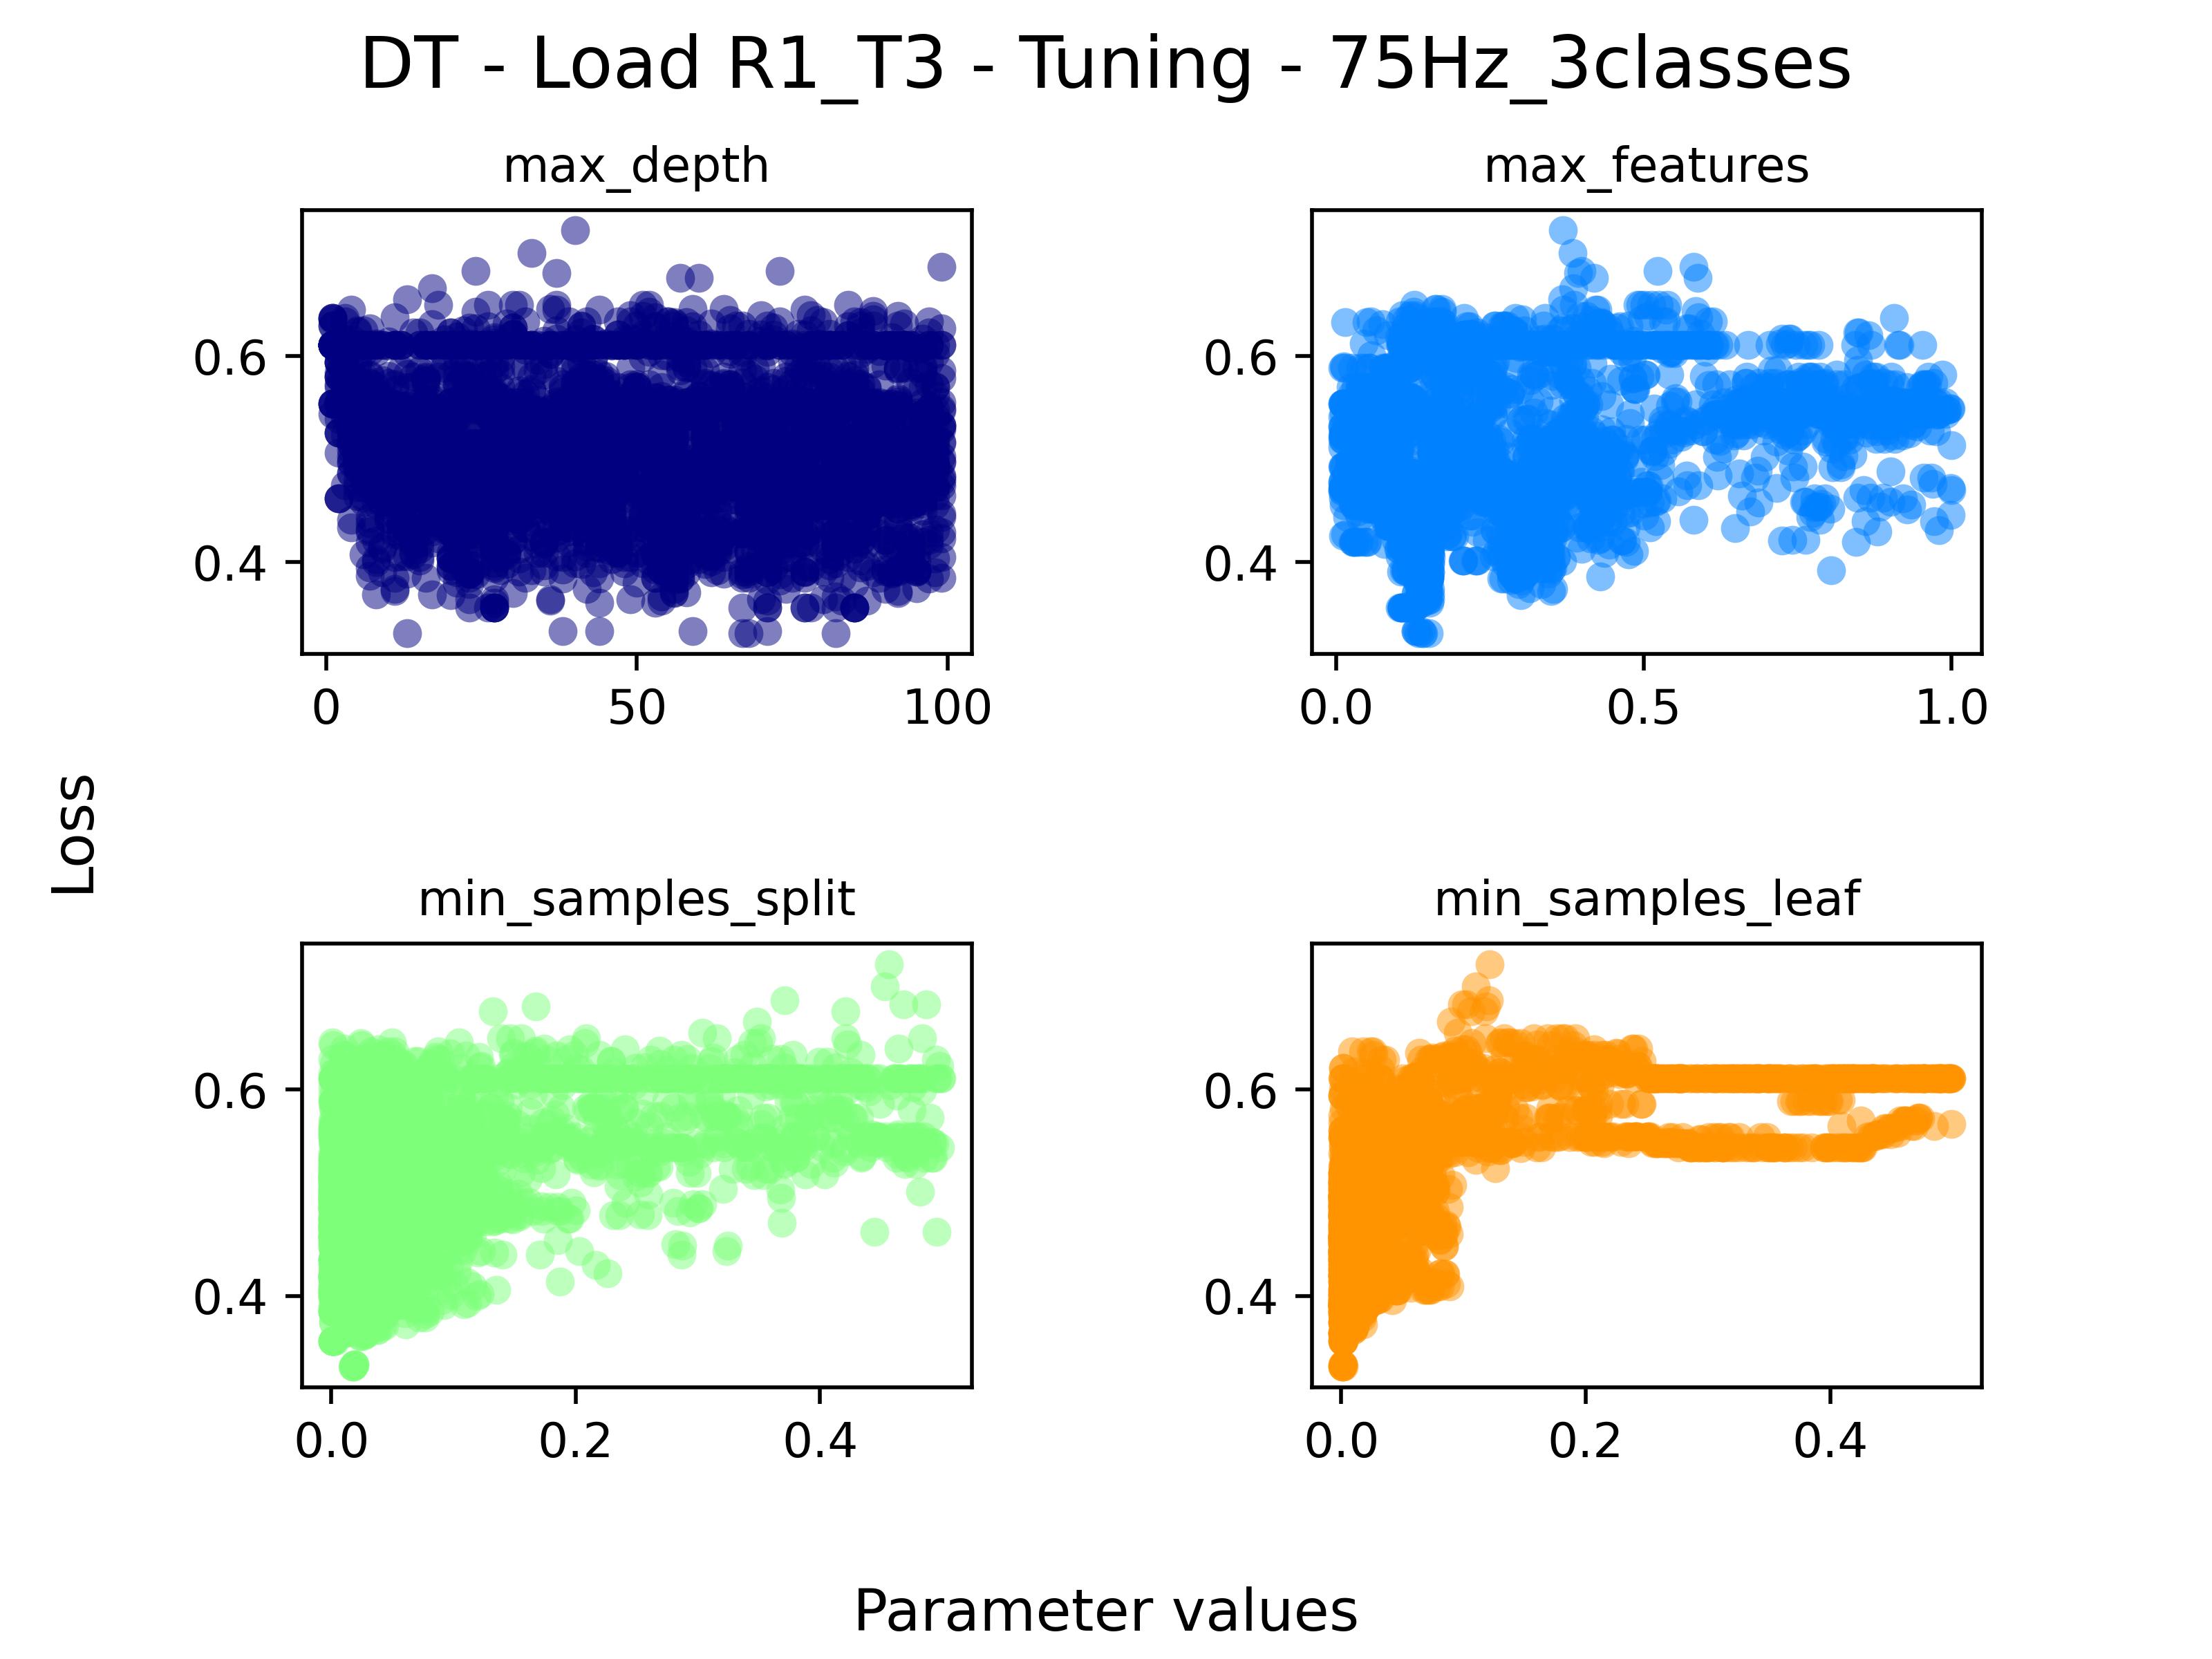 DT - Load R1_T3 - Tuning - 75Hz_3classes
max_depth
max_features
0.6
0.4
0.6
0.4
0 50 100
0.0 0.5 1.0
Loss
min_samples_split
min_samples_leaf
0.6
0.4
0.6
0.4
0.0 0.2 0.4
0.0 0.2 0.4
Parameter values